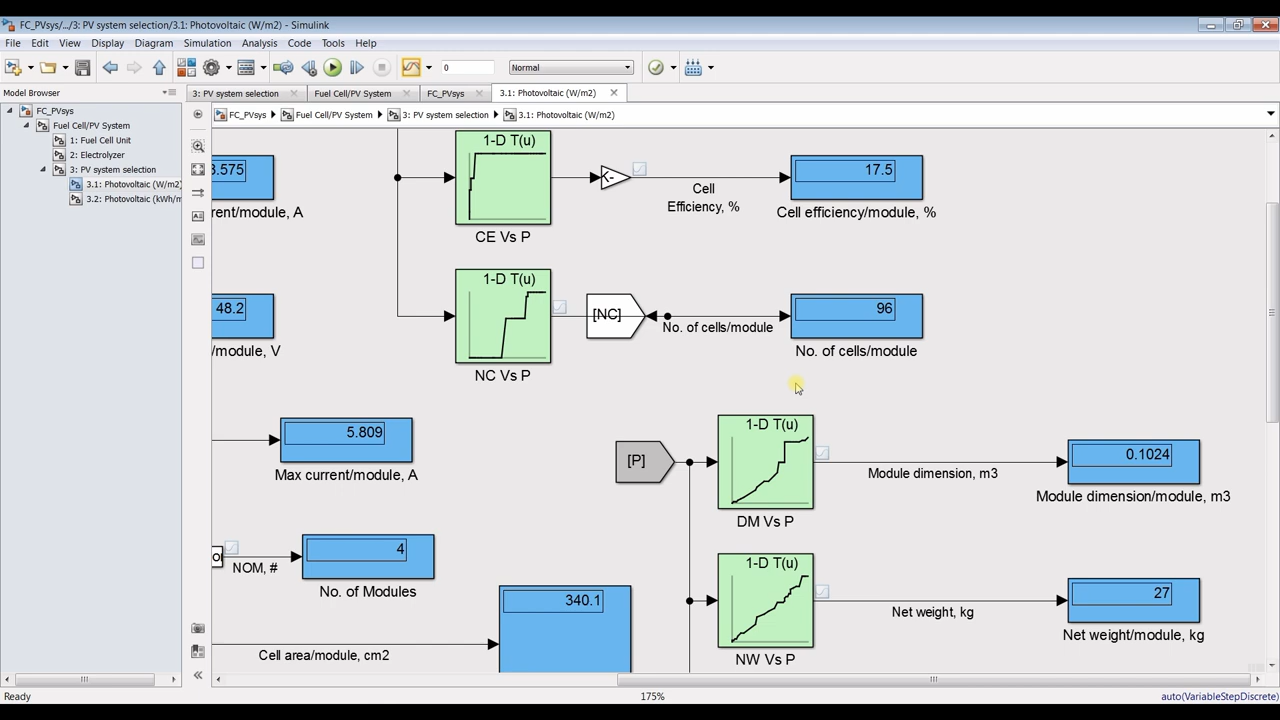 FC_PVsys/.../3: PV system selection/3.1: Photovoltaic (W/m2) - Simulink
File Edit View Display Diagram Simulation Analysis Code Tools Help
0 Normal
Model Browser
3: PV system selection Fuel Cell/PV System FC_PVsys 3.1: Photovoltaic (W/m2)
FC_PVsys Fuel Cell/PV System 3: PV system selection 3.1: Photovoltaic (W/m2)
FC_PVsys
Fuel Cell/PV System
1: Fuel Cell Unit
2: Electrolyzer
3: PV system selection
3.1: Photovoltaic (W/m2)
3.2: Photovoltaic (kWh/m
1-D T(u)
3.575
rent/module, A
CE Vs P
K-
Cell
Efficiency, %
17.5
Cell efficiency/module, %
1-D T(u)
48.2
/module, V
NC Vs P
[NC]
No. of cells/module
96
No. of cells/module
5.809
Max current/module, A
[P]
1-D T(u)
DM Vs P
Module dimension, m3
0.1024
Module dimension/module, m3
NOM, #
4
No. of Modules
1-D T(u)
NW Vs P
Net weight, kg
27
Net weight/module, kg
340.1
Cell area/module, cm2
Ready 175% auto(VariableStepDiscrete)